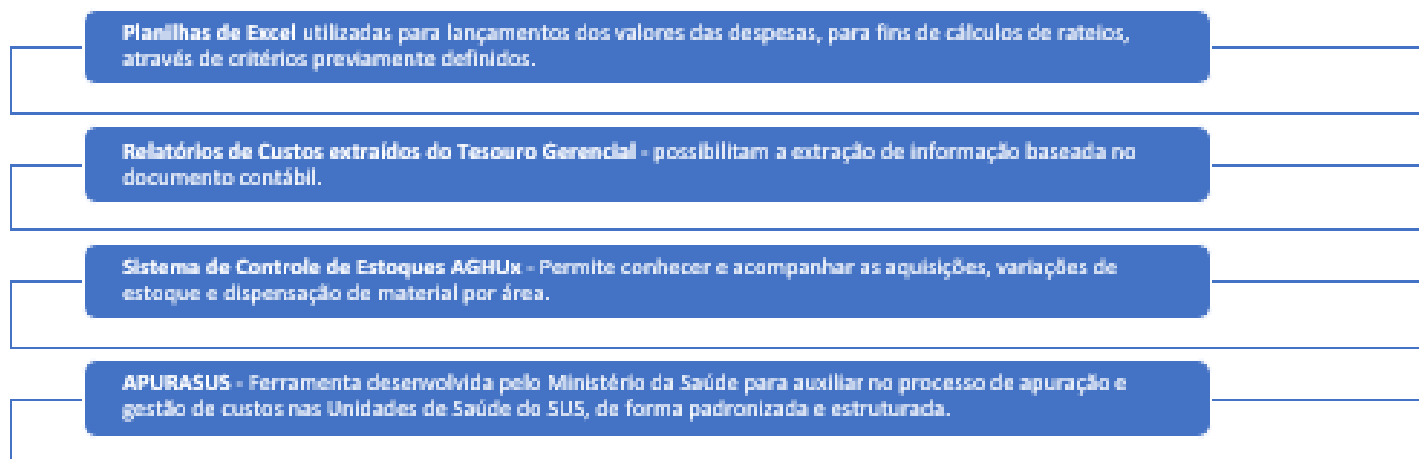 Planilhas de Excel utilizadas para lançamentos dos valores das despesas, para fins de cálculos de rateios,
através de critérios previamente definidos.
Relatórios de Custos extraídos do Tesouro Gerencial - possibilitam a extração de informação baseada no
documento contábil.
Sistema de Controle de Estoques AGHUx - Permite conhecer e acompanhar as aquisições, variações de
estoque e dispensação de material por área.
APURASUS - Ferramenta desenvolvida pelo Ministério da Saúde para auxiliar no processo de apuração e
gestão de custos nas Unidades de Saúde do SUS, de forma padronizada e estruturada.